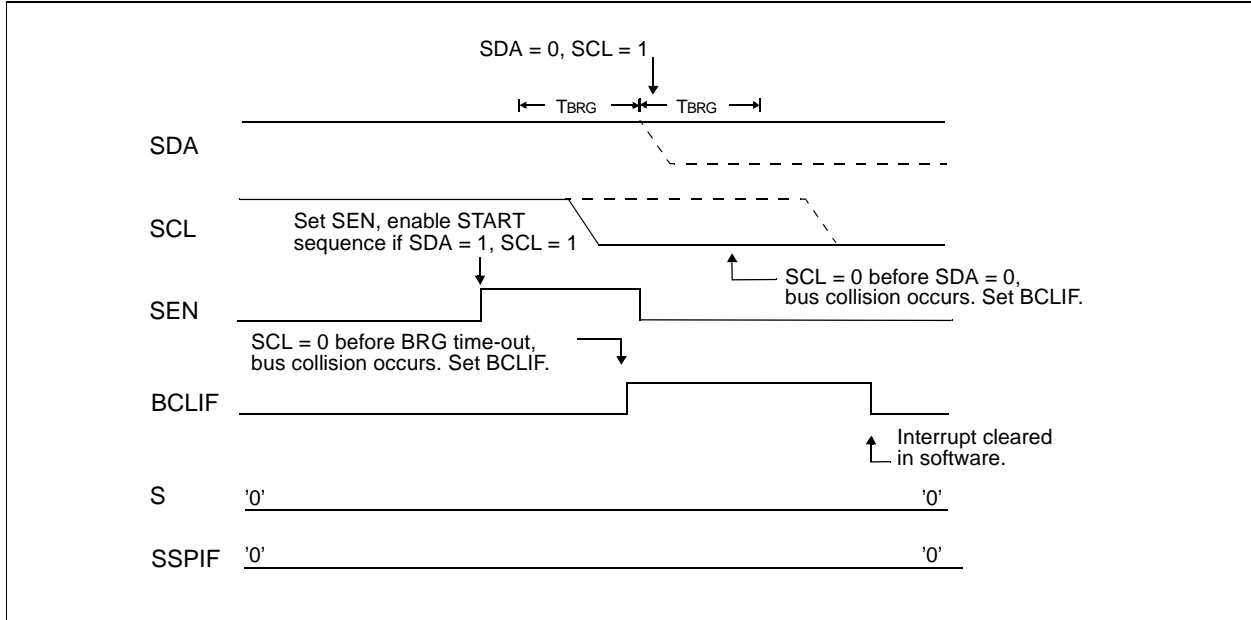 SDA = 0, SCL = 1
TBRG TBRG
SDA
SCL
Set SEN, enable START
sequence if SDA = 1, SCL = 1
SCL = 0 before SDA = 0,
bus collision occurs. Set BCLIF.
SEN
SCL = 0 before BRG time-out,
bus collision occurs. Set BCLIF.
BCLIF
Interrupt cleared
in software.
S '0' '0'
SSPIF '0' '0'